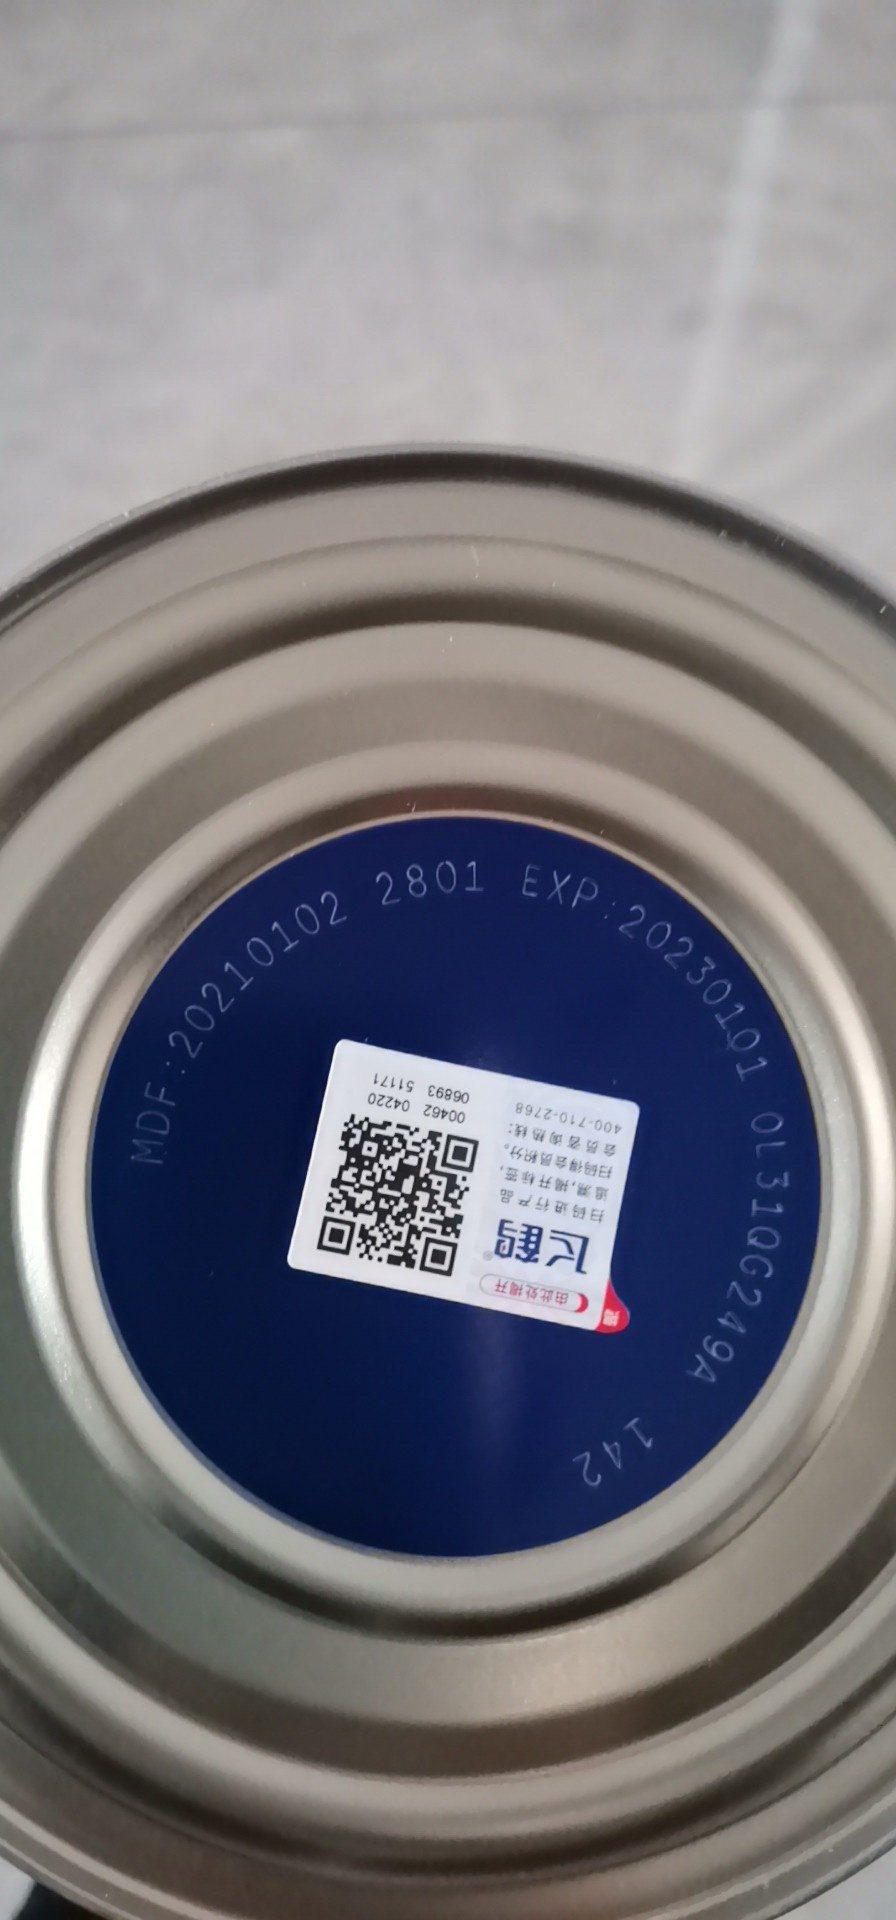 MDF:20210102 2801 EXP:20230101 0L31QG249A 142
由此处揭开
揭
飞鹤®
扫码进行产品
追溯，揭开标签，
扫码得会员积分。
会员咨询热线：
400-710-2768
00462 04220
06893 51171